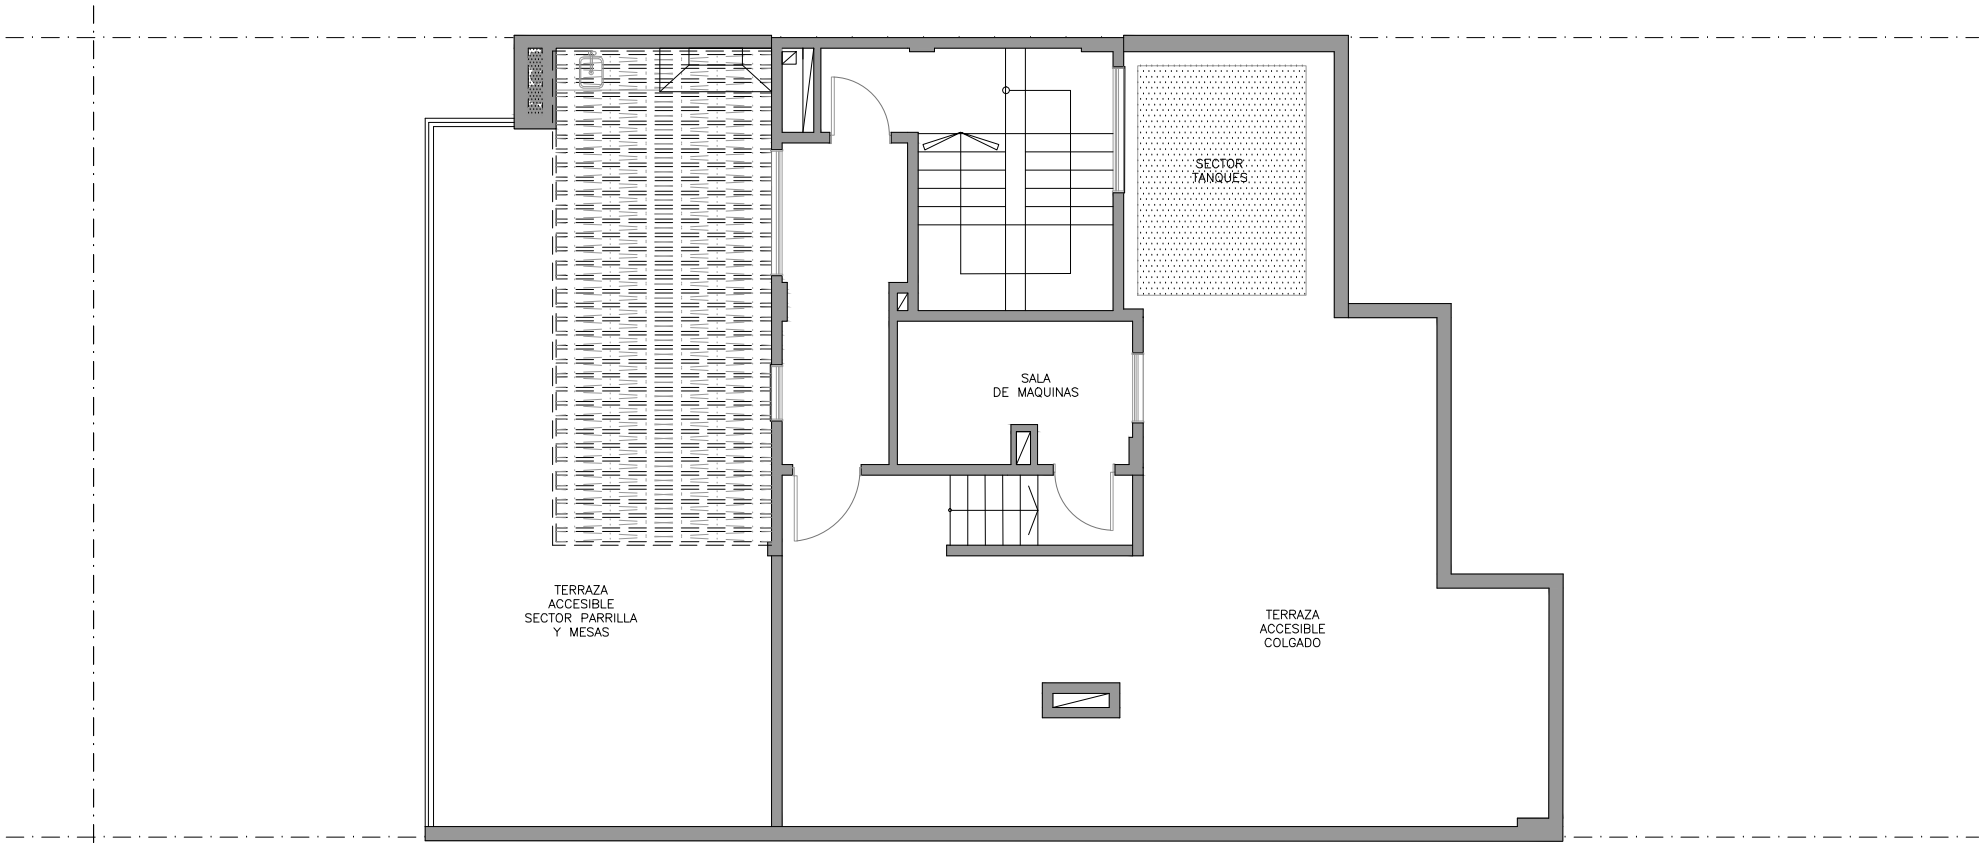 SECTOR
TANQUES
SALA
DE MAQUINAS
TERRAZA
ACCESIBLE
SECTOR PARRILLA
Y MESAS
TERRAZA
ACCESIBLE
COLGADO